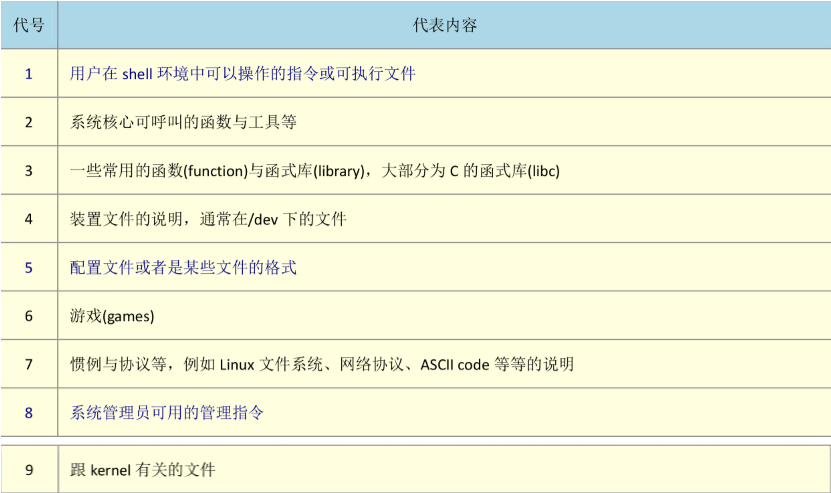 代号 代表内容
1 用户在 shell 环境中可以操作的指令或可执行文件
2 系统核心可呼叫的函数与工具等
3 一些常用的函数(function)与函式库(library)，大部分为 C 的函式库(libc)
4 装置文件的说明，通常在/dev 下的文件
5 配置文件或者是某些文件的格式
6 游戏(games)
7 惯例与协议等，例如 Linux 文件系统、网络协议、ASCII code 等等的说明
8 系统管理员可用的管理指令
9 跟 kernel 有关的文件